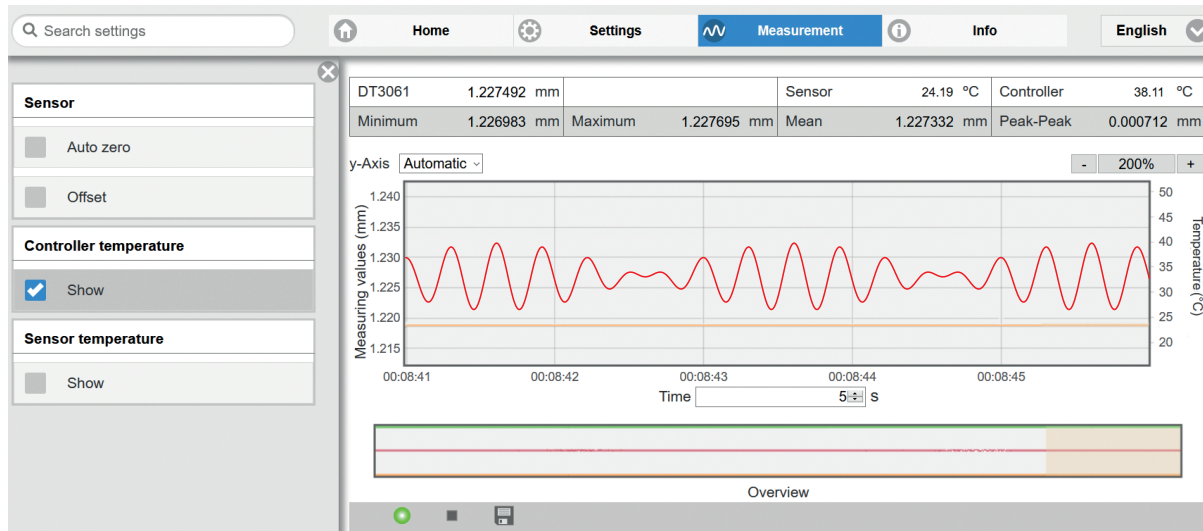 Search settings
Home Settings Measurement Info English
Sensor
Auto zero
Offset
Controller temperature
Show
Sensor temperature
Show
DT3061 1.227492 mm Sensor 24.19 °C Controller 38.11 °C
Minimum 1.226983 mm Maximum 1.227695 mm Mean 1.227332 mm Peak-Peak 0.000712 mm
y-Axis Automatic - 200% +
Measuring values (mm)
1.240
1.235
1.230
1.225
1.220
1.215
50
45
40
35
30
25
20
Temperature (°C)
00:08:41 00:08:42 00:08:43 00:08:44 00:08:45
Time 5 s
Overview